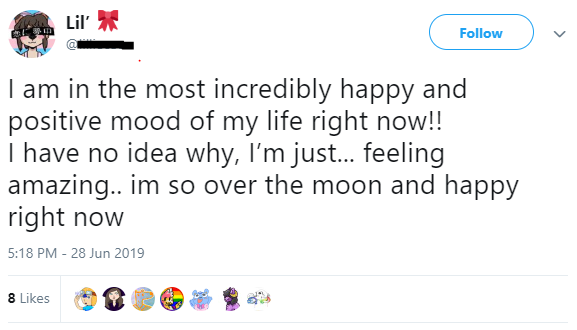 Lil’
@
Follow
I am in the most incredibly happy and
positive mood of my life right now!!
I have no idea why, I’m just... feeling
amazing.. im so over the moon and happy
right now
5:18 PM - 28 Jun 2019
8 Likes